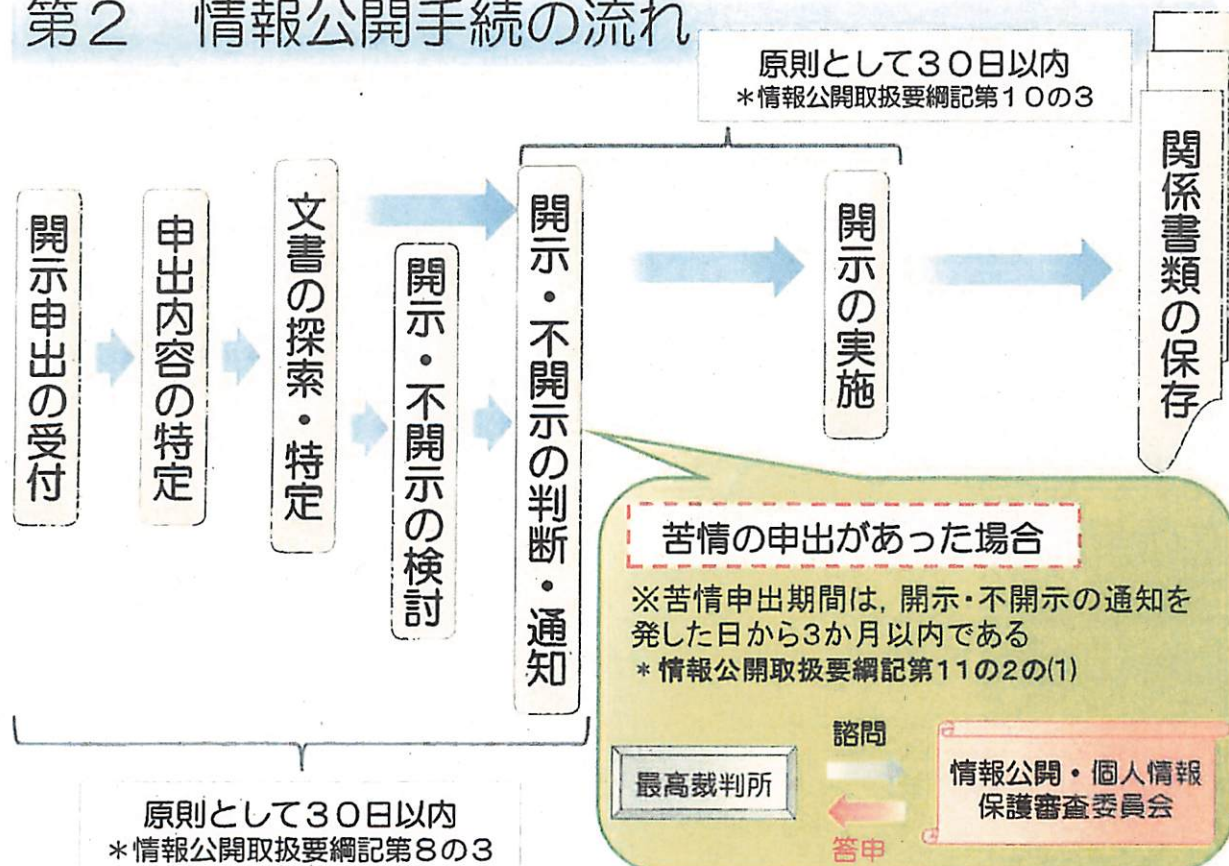 第2 情報公開手続の流れ
原則として30日以内
*情報公開取扱要綱記第10の3
開示申出の受付
申出内容の特定
文書の探索・特定
開示・不開示の検討
開示・不開示の判断・通知
開示の実施
関係書類の保存
苦情の申出があった場合
※苦情申出期間は,開示・不開示の通知を
発した日から3か月以内である
*情報公開取扱要綱記第11の2の(1)
最高裁判所
諮問
答申
情報公開・個人情報
保護審査委員会
原則として30日以内
*情報公開取扱要綱記第8の3